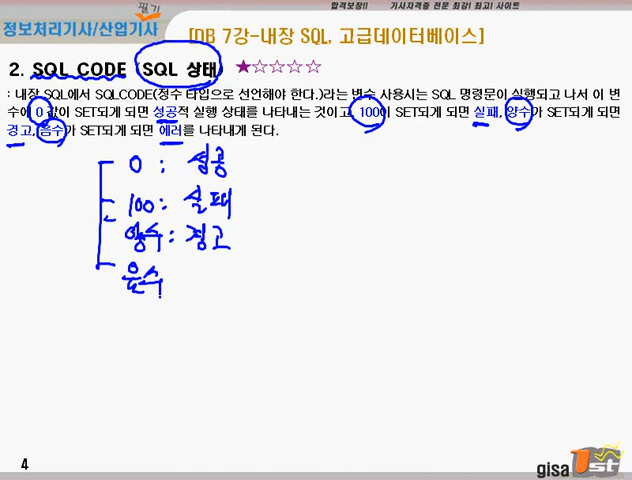 합격보장!! 기사자격증 전문 최강! 최고! 사이트
필기
정보처리기사/산업기사
[DB 7강-내장 SQL, 고급데이터베이스]
2. SQL CODE (SQL 상태) ★☆☆☆☆
: 내장 SQL에서 SQLCODE(정수 타입으로 선언해야 한다.)라는 변수 사용시는 SQL 명령문이 실행되고 나서 이 변
수에 0 값이 SET되게 되면 성공적 실행 상태를 나타내는 것이고, 100이 SET되게 되면 실패, 양수가 SET되게 되면
경고, 음수가 SET되게 되면 에러를 나타내게 된다.
0 : 성공
100 : 실패
양수 : 경고
음수
4
gisa 1st